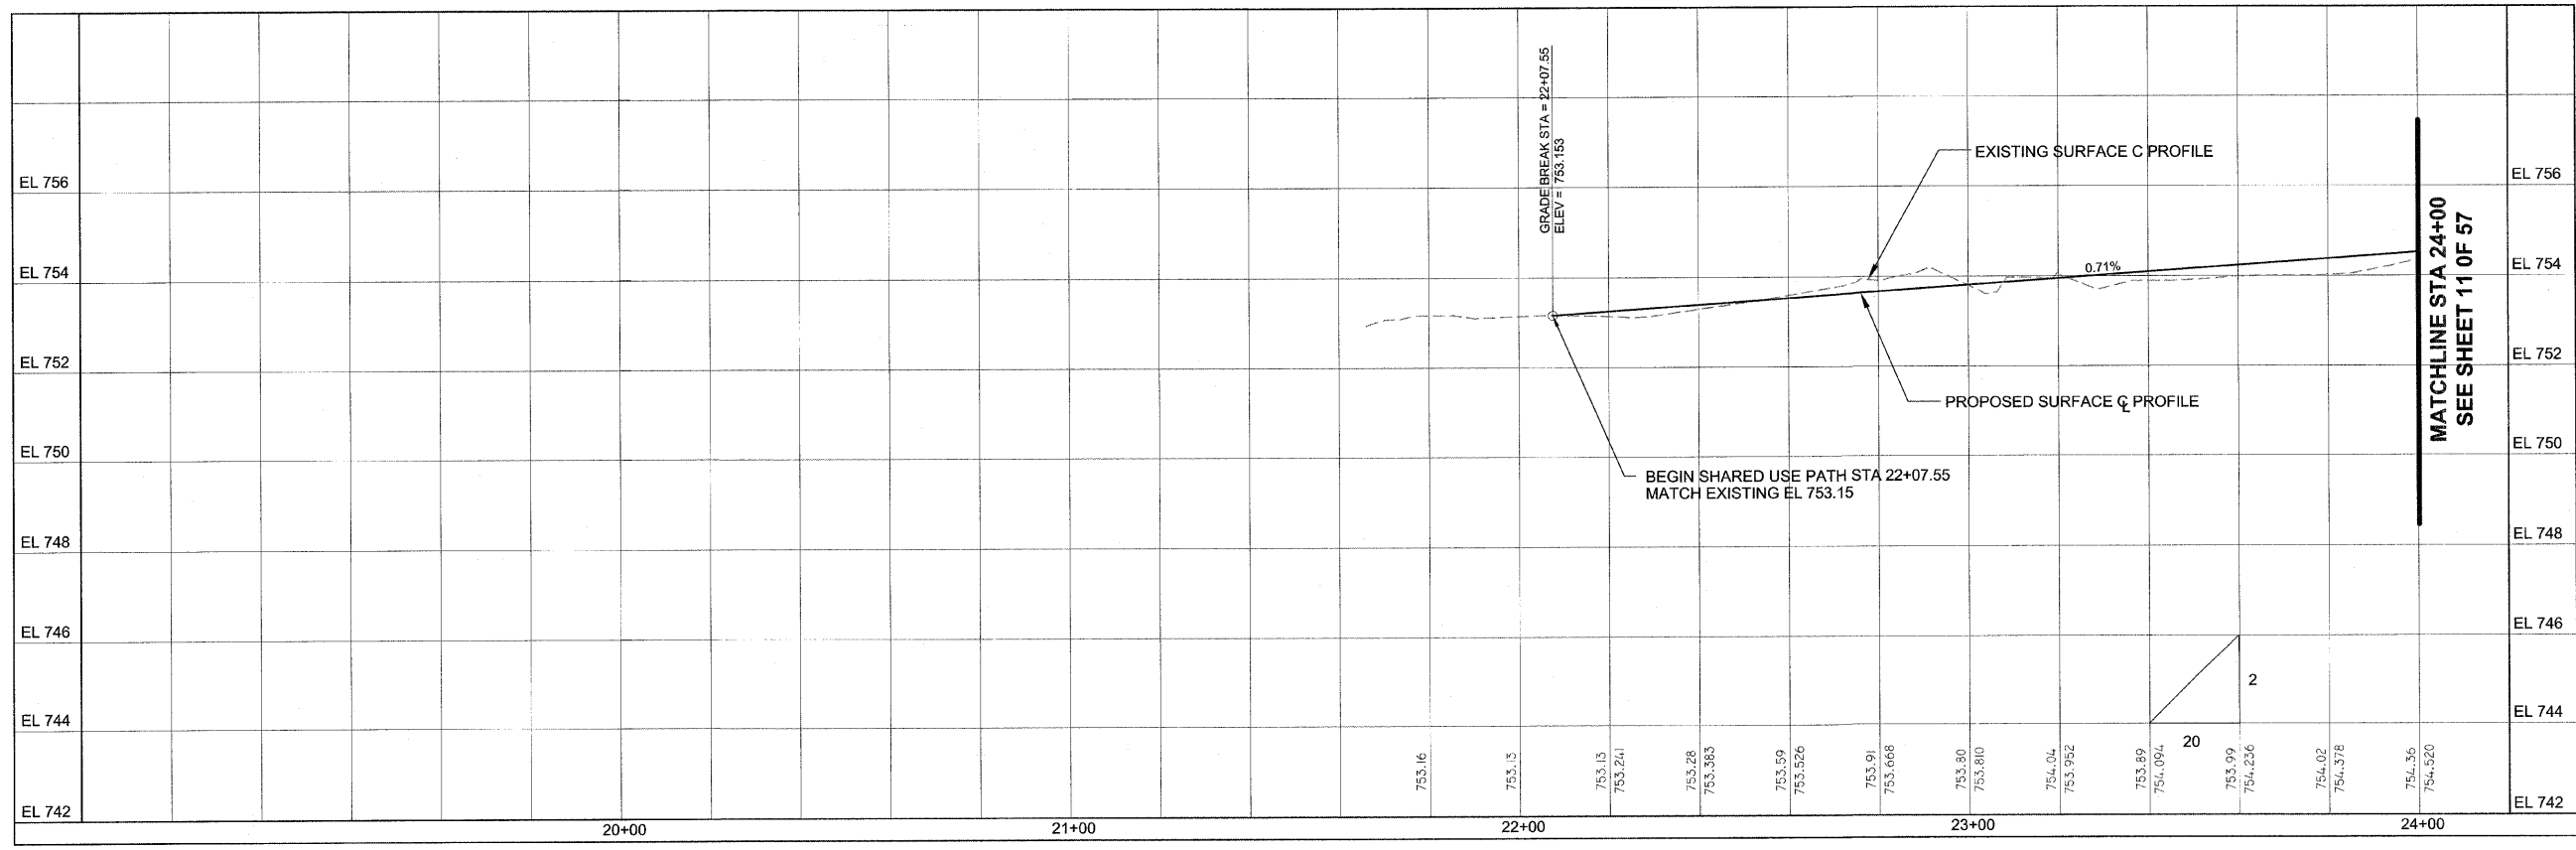 GRADE BREAK STA = 22+07.55
ELEV = 753.153
EXISTING SURFACE C PROFILE
EL 756
EL 756
MATCHLINE STA 24+00
SEE SHEET 11 0F 57
EL 754
0.71%
EL 754
EL 752
EL 752
PROPOSED SURFACE ℄ PROFILE
EL 750
EL 750
BEGIN SHARED USE PATH STA 22+07.55
MATCH EXISTING EL 753.15
EL 748
EL 748
EL 746
EL 746
2
EL 744
EL 744
20
753.16
753.13
753.13
753.241
753.28
753.383
753.59
753.526
753.91
753.668
753.80
753.810
754.04
753.952
753.89
754.094
753.99
754.236
754.02
754.378
754.36
754.520
EL 742
EL 742
20+00
21+00
22+00
23+00
24+00